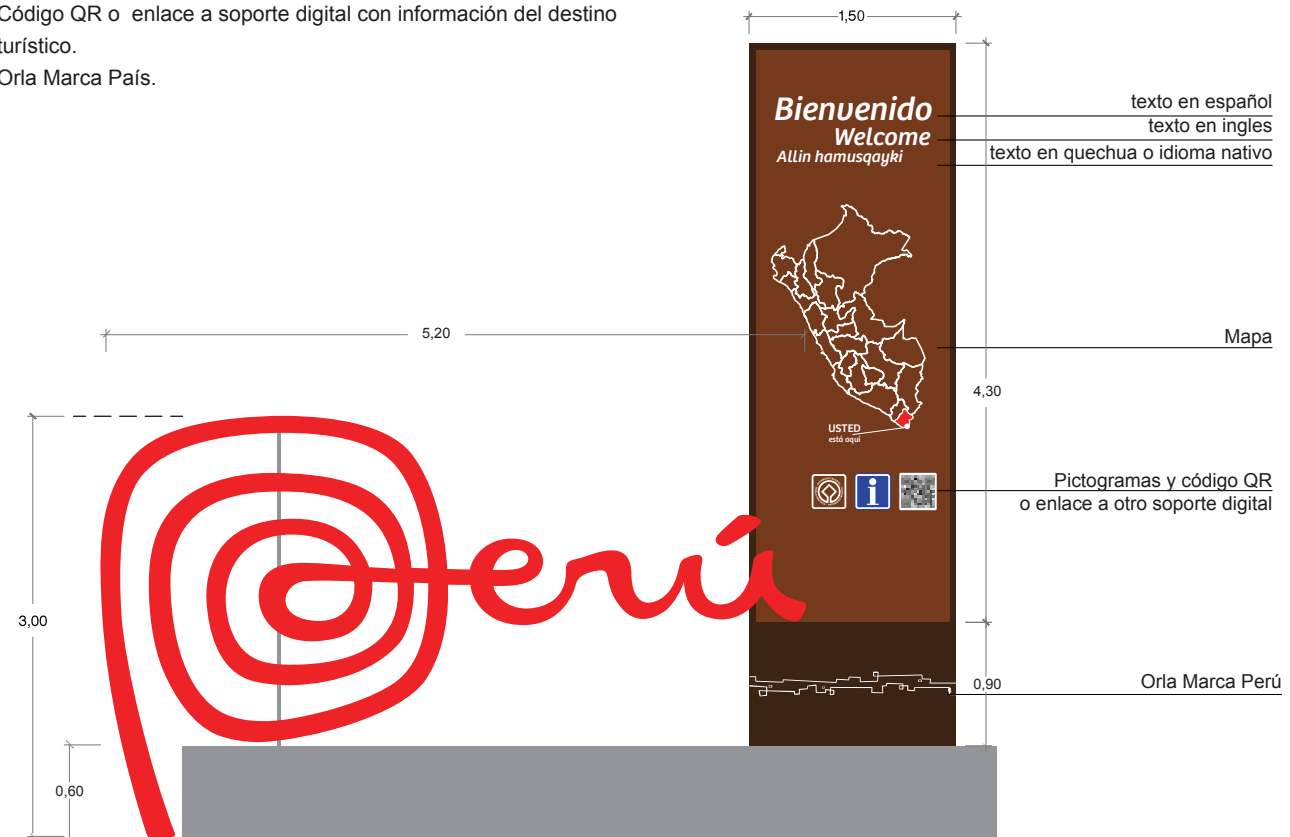 Código QR o enlace a soporte digital con información del destino
turístico.
Orla Marca País.
1,50
Bienvenido
Welcome
Allin hamusqayki
texto en español
texto en ingles
texto en quechua o idioma nativo
5,20
Mapa
4,30
USTED
está aquí
Pictogramas y código QR
o enlace a otro soporte digital
i
Perú
3,00
0,90
Orla Marca Perú
0,60